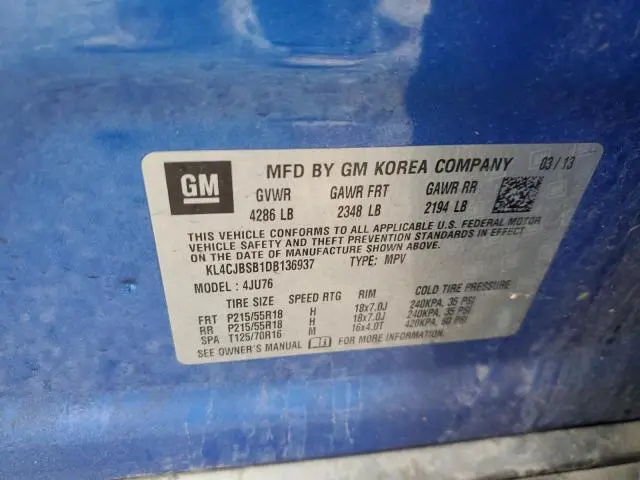 GM
MFD BY GM KOREA COMPANY 03/13
GVWR GAWR FRT GAWR RR
4286 LB 2348 LB 2194 LB
THIS VEHICLE CONFORMS TO ALL APPLICABLE U.S. FEDERAL MOTOR
VEHICLE SAFETY AND THEFT PREVENTION STANDARDS IN EFFECT
ON THE DATE OF MANUFACTURE SHOWN ABOVE.
KL4CJBSB1DB136937 TYPE: MPV
MODEL : 4JU76
TIRE SIZE SPEED RTG RIM COLD TIRE PRESSURE
FRT P215/55R18 H 18x7.0J 240KPA, 35 PSI
RR P215/55R18 H 18x7.0J 240KPA, 35 PSI
SPA T125/70R16 M 16x4.0T 420KPA, 60 PSI
SEE OWNER'S MANUAL FOR MORE INFORMATION